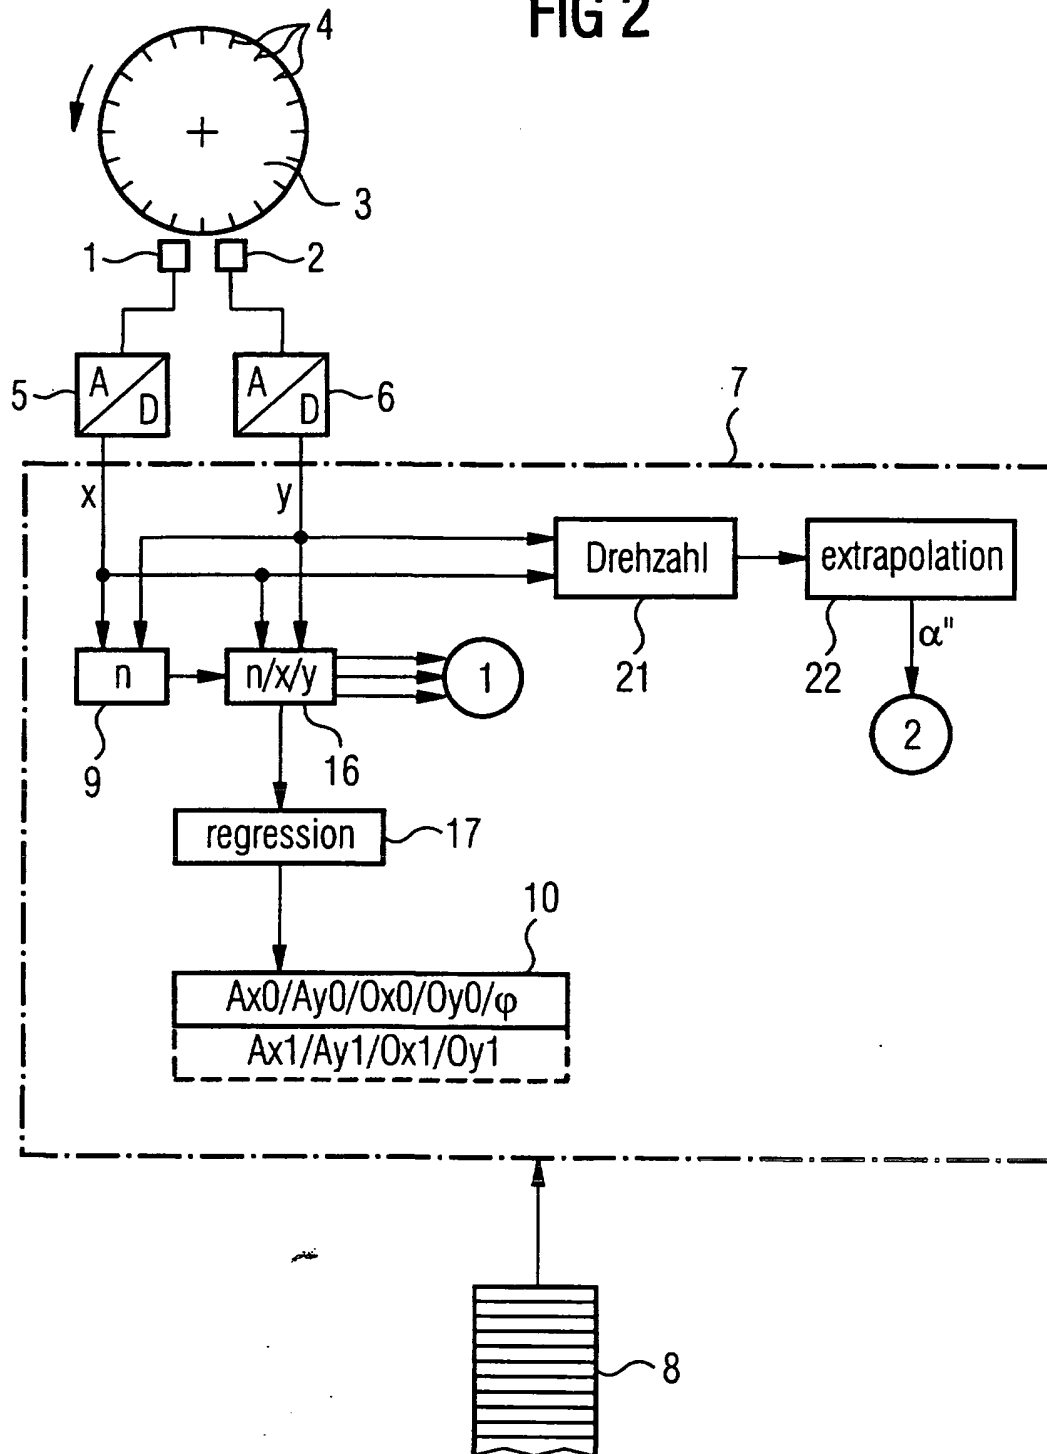 FIG 2
4
3
1
2
5
A
D
A
D
6
7
x
y
Drehzahl
extrapolation
21
22
α"
n
n/x/y
1
2
9
16
regression
17
10
Ax0/Ay0/Ox0/Oy0/φ
Ax1/Ay1/Ox1/Oy1
8